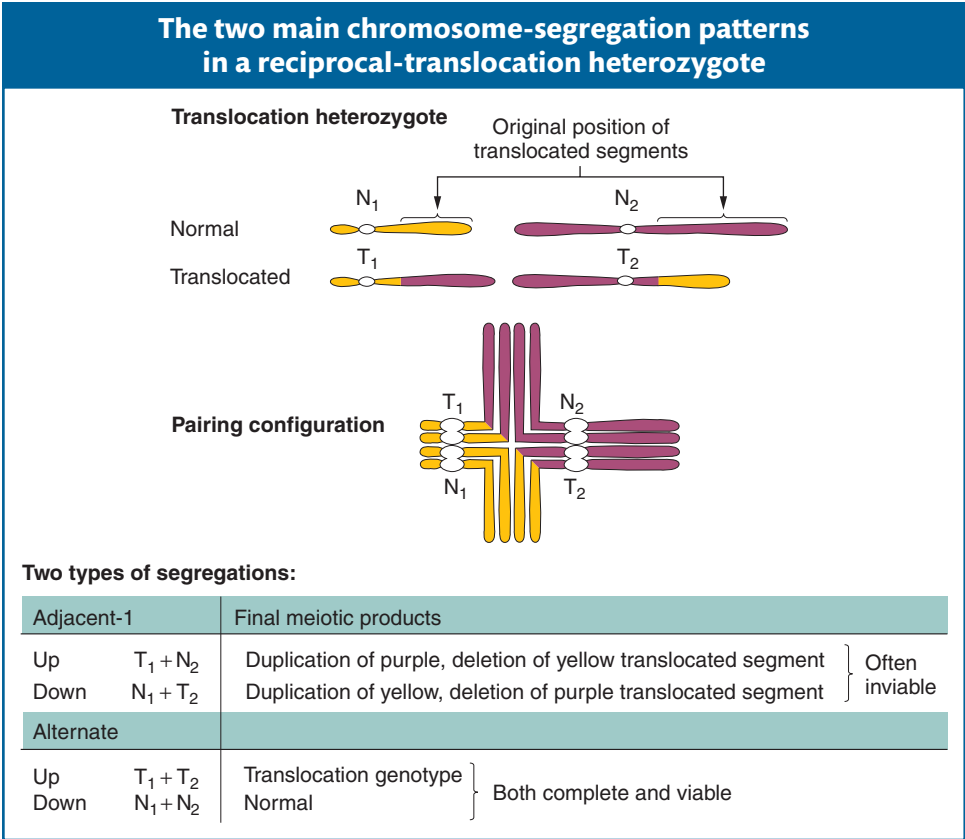 The two main chromosome-segregation patterns
in a reciprocal-translocation heterozygote
Translocation heterozygote
Original position of
translocated segments
N₁ N₂
Normal
T₁ T₂
Translocated
T₁ N₂
Pairing configuration
N₁ T₂
Two types of segregations:
Adjacent-1 Final meiotic products
Up T₁ + N₂ Duplication of purple, deletion of yellow translocated segment
Down N₁ + T₂ Duplication of yellow, deletion of purple translocated segment
Often
inviable
Alternate
Up T₁ + T₂ Translocation genotype
Down N₁ + N₂ Normal
Both complete and viable